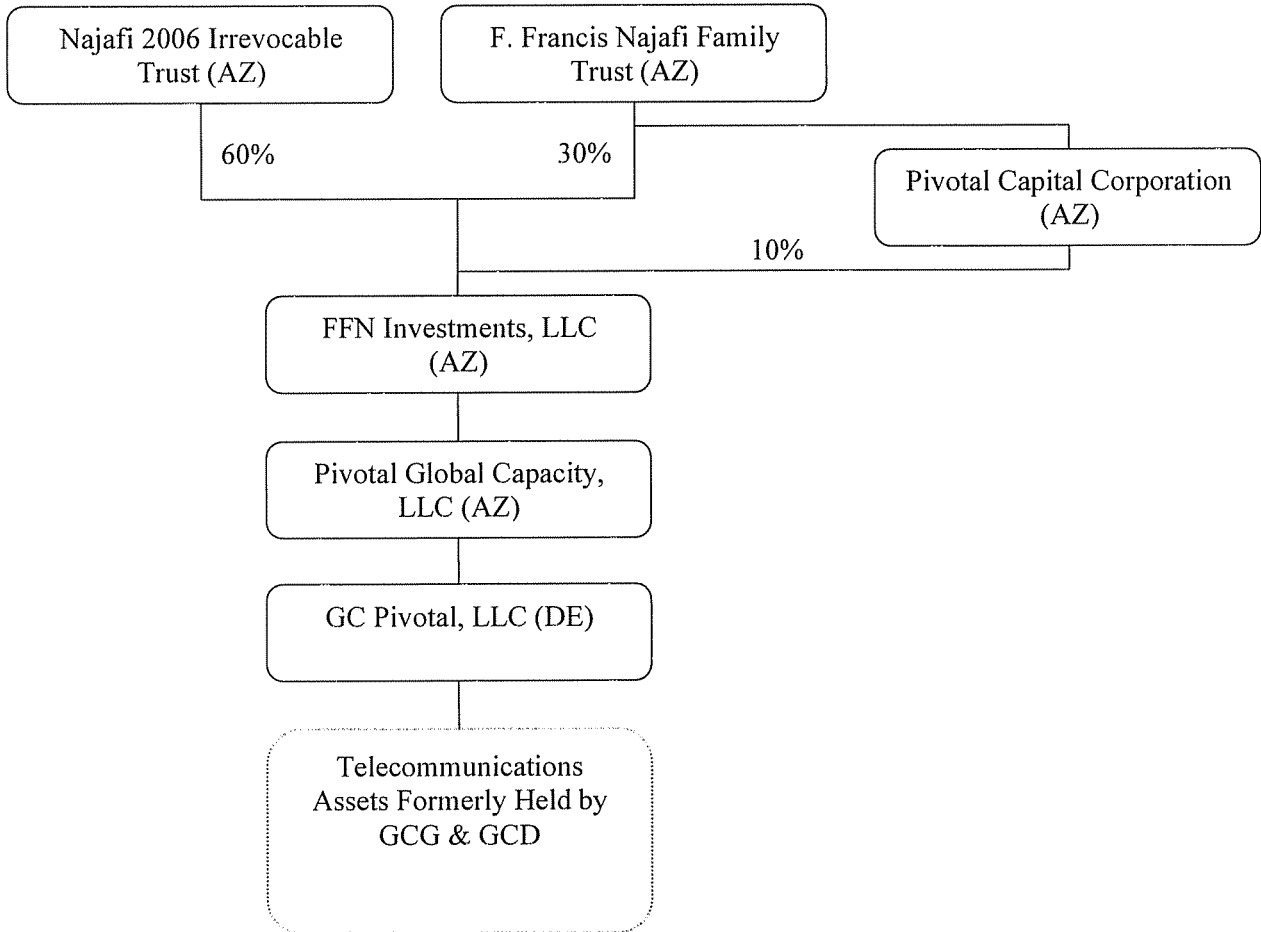 Najafi 2006 Irrevocable
Trust (AZ)
F. Francis Najafi Family
Trust (AZ)
60%
30%
Pivotal Capital Corporation
(AZ)
10%
FFN Investments, LLC
(AZ)
Pivotal Global Capacity,
LLC (AZ)
GC Pivotal, LLC (DE)
Telecommunications
Assets Formerly Held by
GCG & GCD